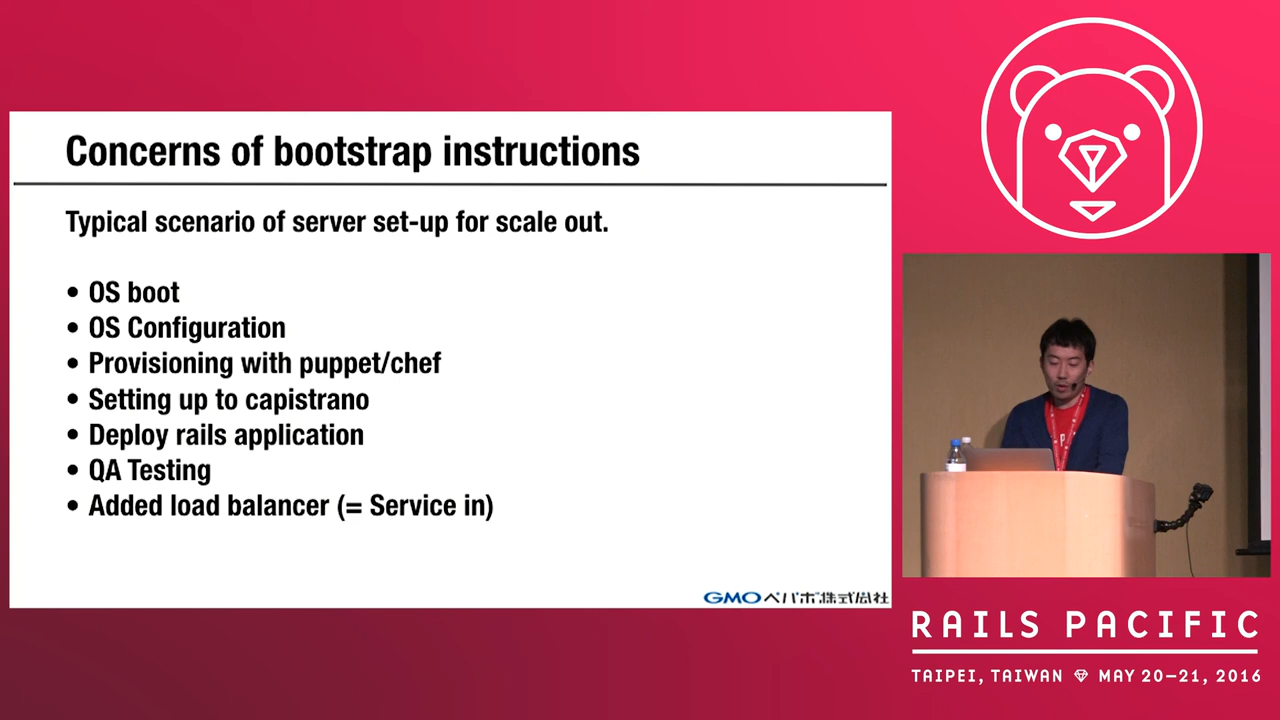 Concerns of bootstrap instructions
Typical scenario of server set-up for scale out.
• OS boot
• OS Configuration
• Provisioning with puppet/chef
• Setting up to capistrano
• Deploy rails application
• QA Testing
• Added load balancer (= Service in)
GMOペパボ株式会社
RAILS PACIFIC
TAIPEI, TAIWAN MAY 20–21, 2016